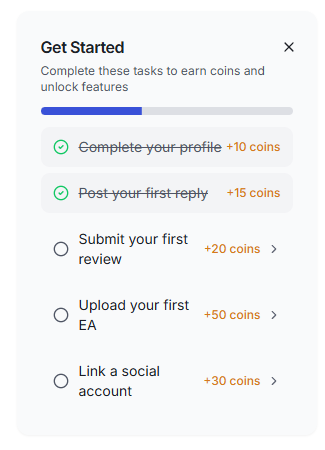 Get Started
Complete these tasks to earn coins and
unlock features
Complete your profile +10 coins
Post your first reply +15 coins
Submit your first
review
+20 coins
Upload your first
EA
+50 coins
Link a social
account
+30 coins